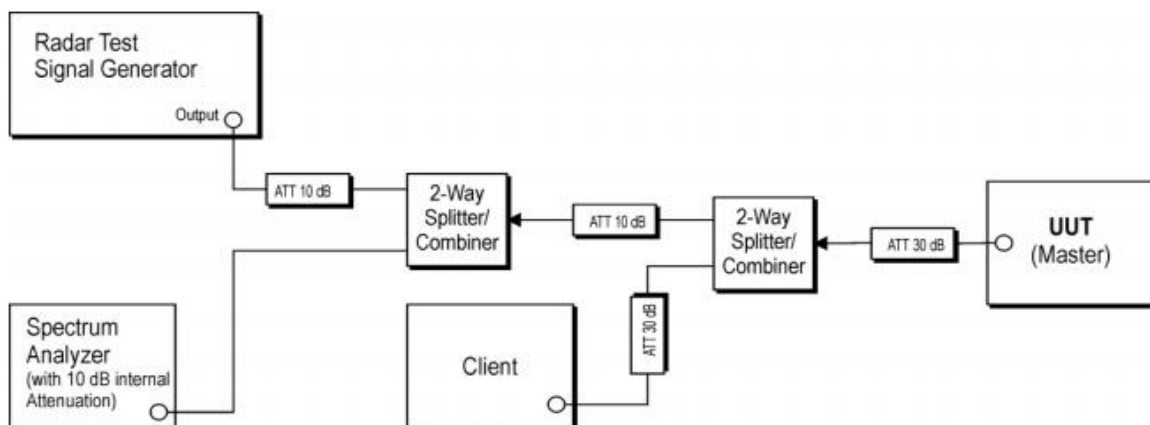 Radar Test
Signal Generator
Output
ATT 10 dB
2-Way
Splitter/
Combiner
ATT 10 dB
2-Way
Splitter/
Combiner
ATT 30 dB
UUT
(Master)
ATT 30 dB
Spectrum
Analyzer
(with 10 dB internal
Attenuation)
Client